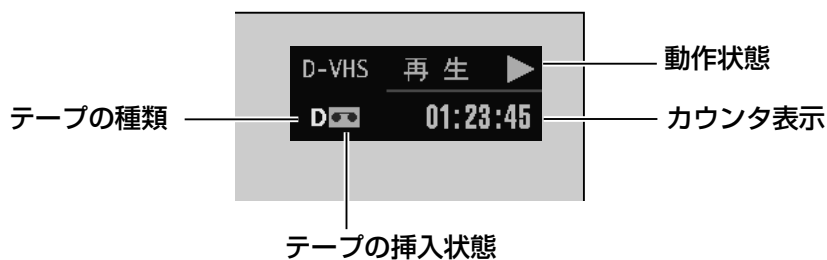 D-VHS 再生 ▶
動作状態
テープの種類
D
01:23:45
カウンタ表示
テープの挿入状態